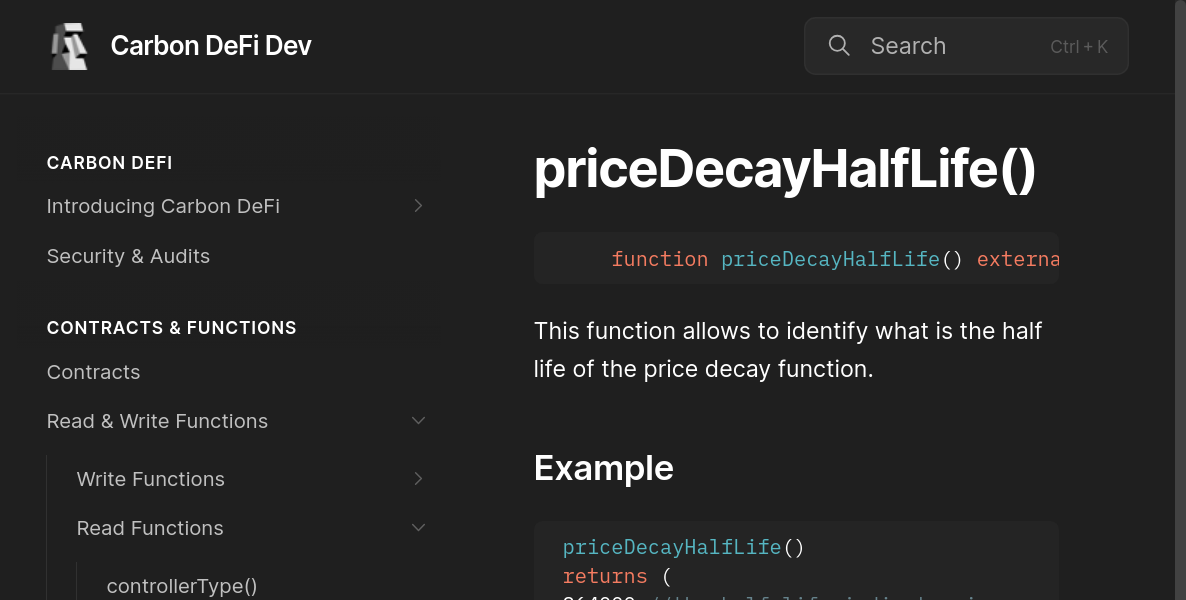 Carbon DeFi Dev
Search
Ctrl + K
CARBON DEFI
Introducing Carbon DeFi
Security & Audits
CONTRACTS & FUNCTIONS
Contracts
Read & Write Functions
Write Functions
Read Functions
controllerType()
priceDecayHalfLife()
function priceDecayHalfLife() externa
This function allows to identify what is the half
life of the price decay function.
Example
priceDecayHalfLife()
returns (